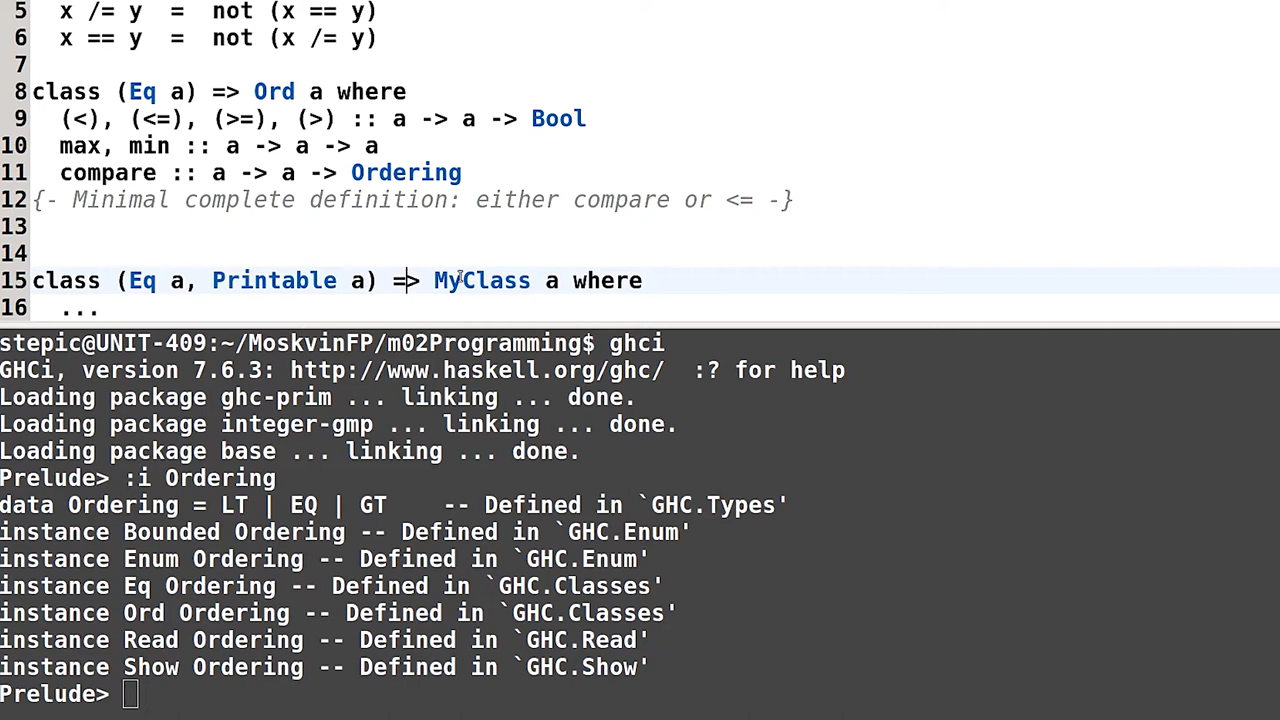 5  x /= y  =  not (x == y)
6  x == y  =  not (x /= y)
7
8 class (Eq a) => Ord a where
9  (<), (<=), (>=), (>) :: a -> a -> Bool
10  max, min :: a -> a -> a
11  compare :: a -> a -> Ordering
12 {- Minimal complete definition: either compare or <= -}
13
14
15 class (Eq a, Printable a) => MyClass a where
16  ...
stepic@UNIT-409:~/MoskvinFP/m02Programming$ ghci
GHCi, version 7.6.3: http://www.haskell.org/ghc/  :? for help
Loading package ghc-prim ... linking ... done.
Loading package integer-gmp ... linking ... done.
Loading package base ... linking ... done.
Prelude> :i Ordering
data Ordering = LT | EQ | GT    -- Defined in `GHC.Types'
instance Bounded Ordering -- Defined in `GHC.Enum'
instance Enum Ordering -- Defined in `GHC.Enum'
instance Eq Ordering -- Defined in `GHC.Classes'
instance Ord Ordering -- Defined in `GHC.Classes'
instance Read Ordering -- Defined in `GHC.Read'
instance Show Ordering -- Defined in `GHC.Show'
Prelude>